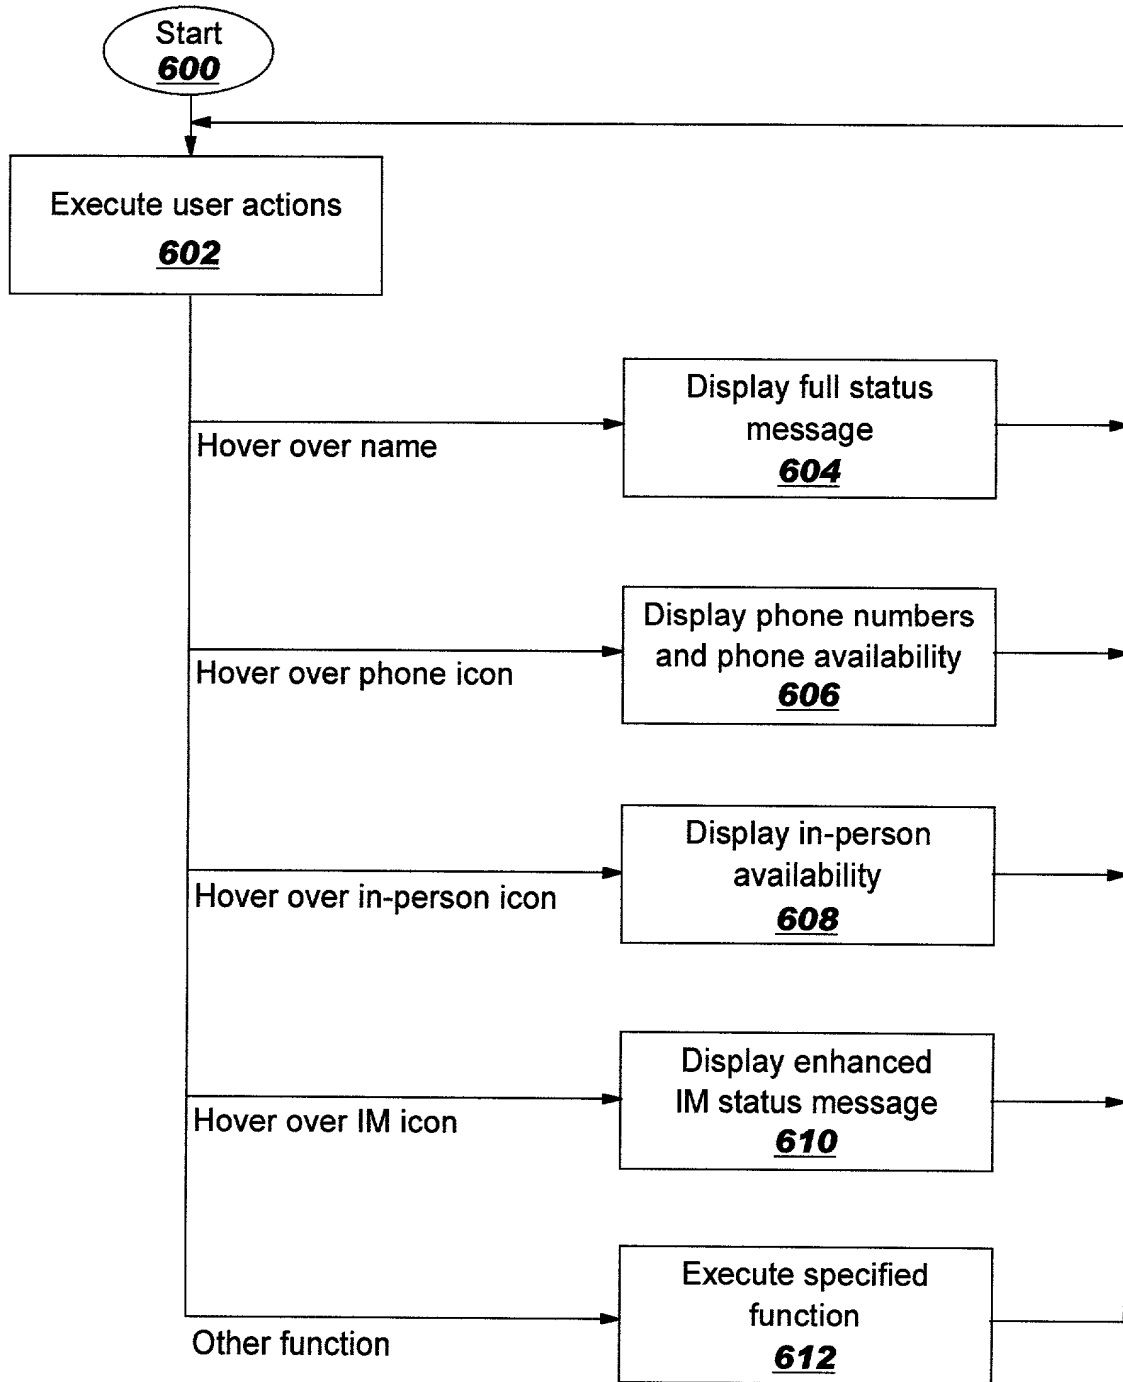 Start
600
Execute user actions
602
Display full status
message
604
Hover over name
Display phone numbers
and phone availability
606
Hover over phone icon
Display in-person
availability
608
Hover over in-person icon
Display enhanced
IM status message
610
Hover over IM icon
Execute specified
function
612
Other function